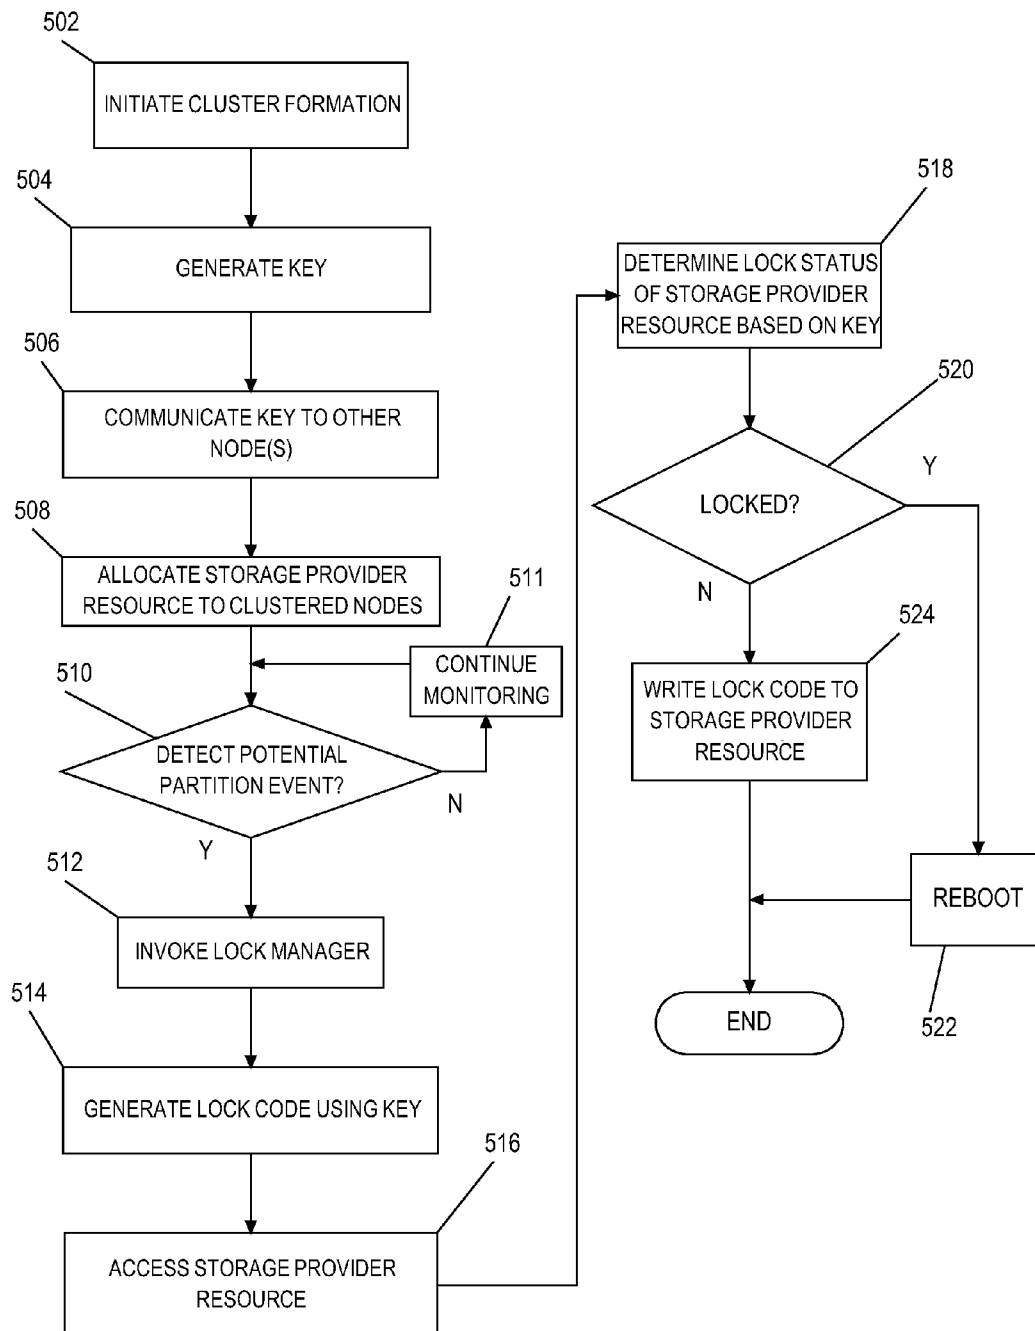 502
INITIATE CLUSTER FORMATION
504
GENERATE KEY
506
COMMUNICATE KEY TO OTHER
NODE(S)
508
ALLOCATE STORAGE PROVIDER
RESOURCE TO CLUSTERED NODES
511
CONTINUE
MONITORING
510
DETECT POTENTIAL
PARTITION EVENT?
N
Y
512
INVOKE LOCK MANAGER
514
GENERATE LOCK CODE USING KEY
516
ACCESS STORAGE PROVIDER
RESOURCE
518
DETERMINE LOCK STATUS
OF STORAGE PROVIDER
RESOURCE BASED ON KEY
520
LOCKED?
Y
N
524
WRITE LOCK CODE TO
STORAGE PROVIDER
RESOURCE
REBOOT
522
END